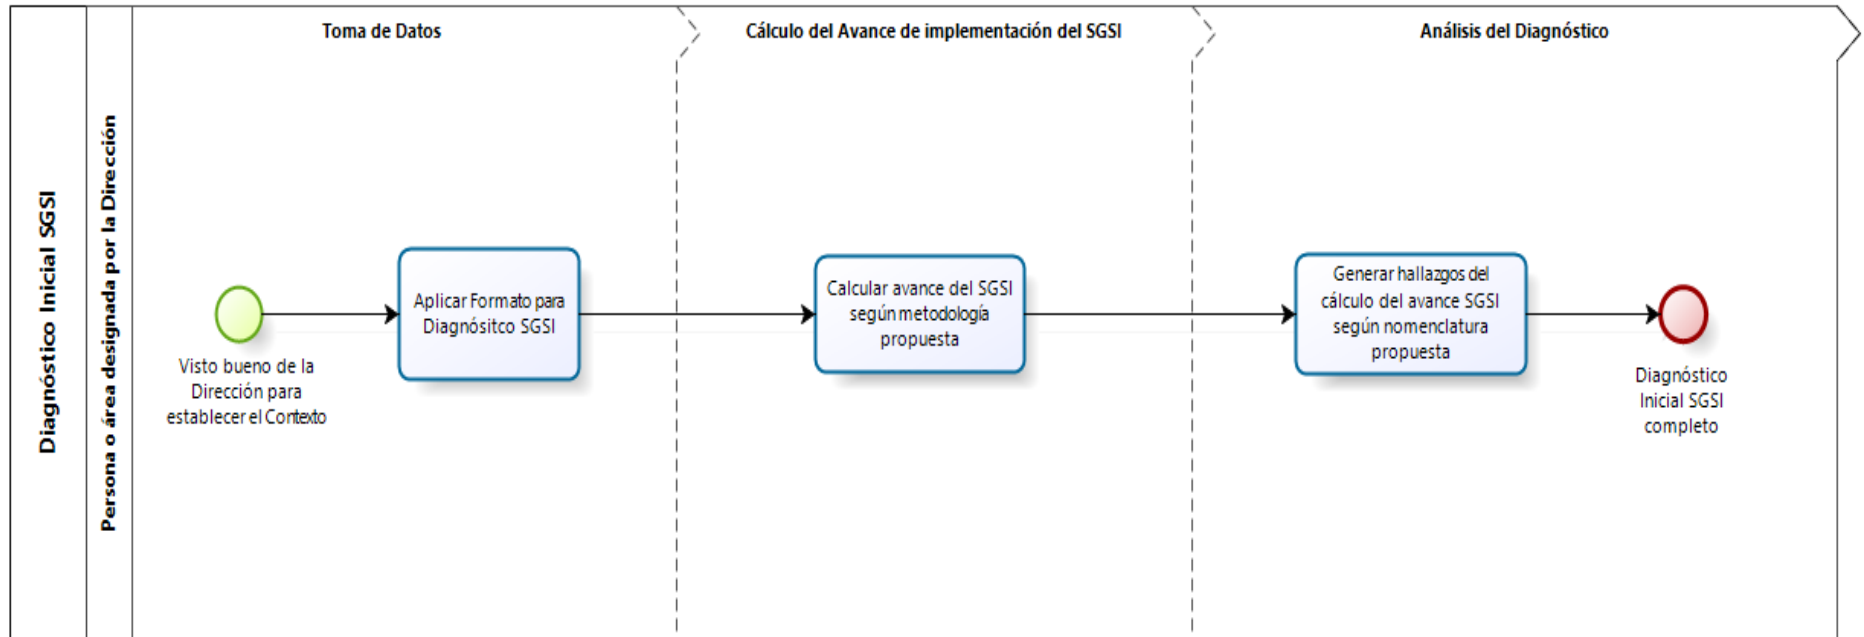 Diagnóstico Inicial SGSI
Persona o área designada por la Dirección
Toma de Datos
Cálculo del Avance de implementación del SGSI
Análisis del Diagnóstico
Visto bueno de la
Dirección para
establecer el Contexto
Aplicar Formato para
Diagnósitco SGSI
Calcular avance del SGSI
según metodología
propuesta
Generar hallazgos del
cálculo del avance SGSI
según nomenclatura
propuesta
Diagnóstico
Inicial SGSI
completo